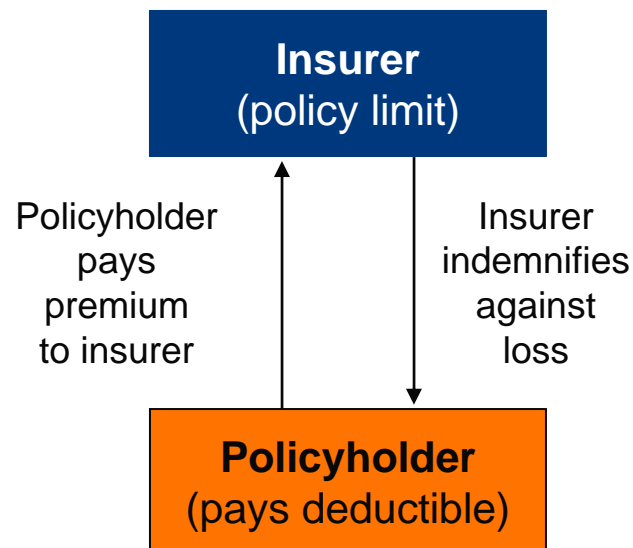 Insurer
(policy limit)
Policyholder
pays
premium
to insurer
Insurer
indemnifies
against
loss
Policyholder
(pays deductible)